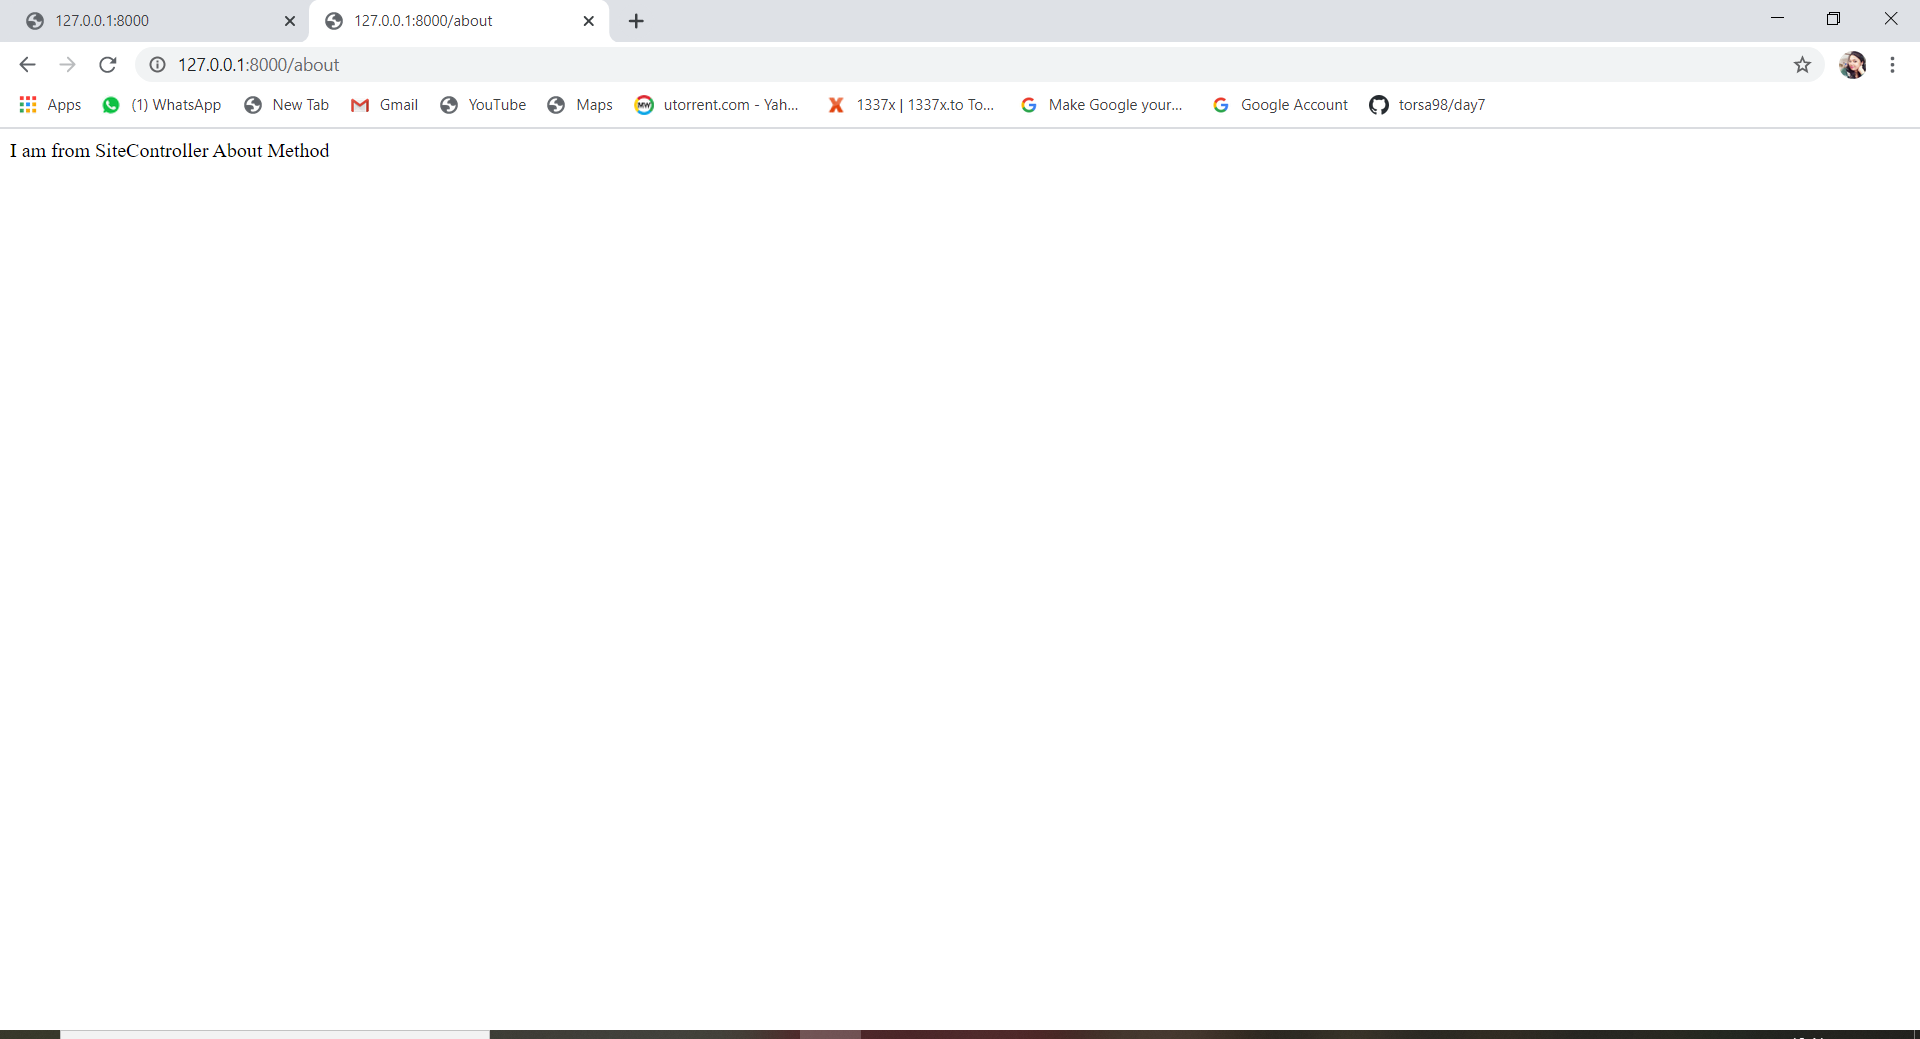 127.0.0.1:8000
127.0.0.1:8000/about
127.0.0.1:8000/about
Apps (1) WhatsApp New Tab Gmail YouTube Maps utorrent.com - Yah... 1337x | 1337x.to To... Make Google your... Google Account torsa98/day7
I am from SiteController About Method